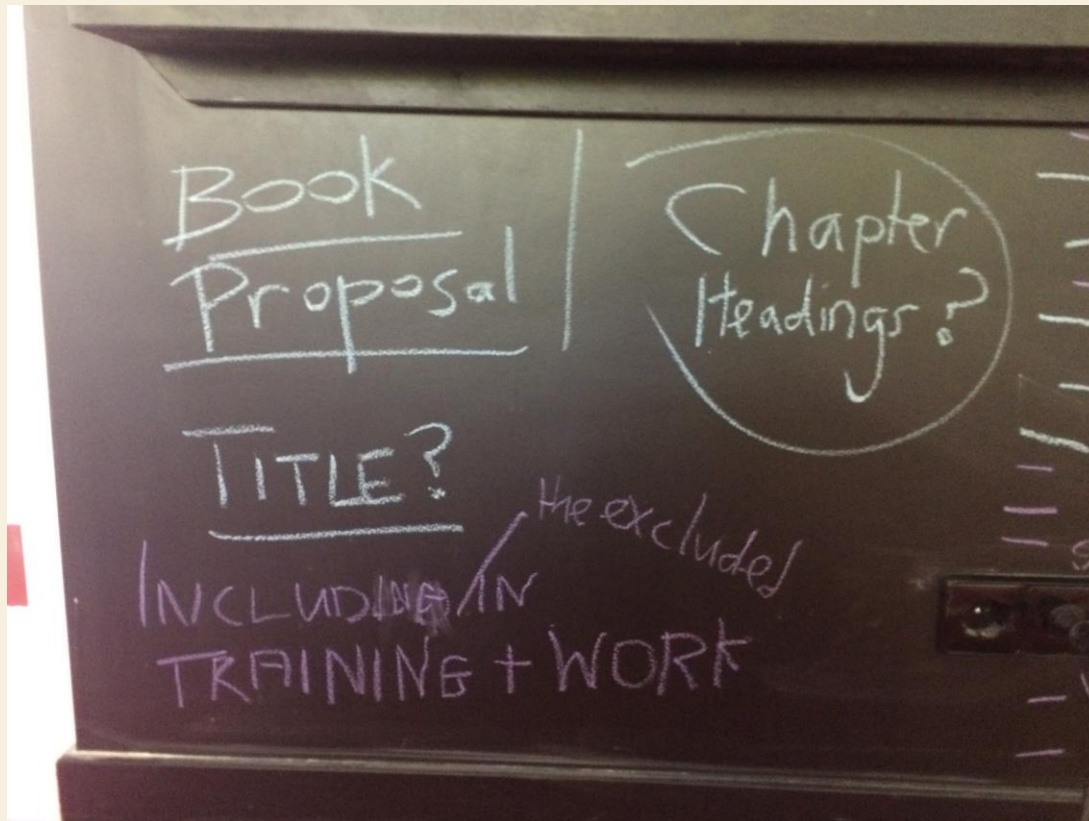 Book
Proposal
Chapter
Headings?
TITLE?
the excluded
INCLUDING/IN
TRAINING + WORK